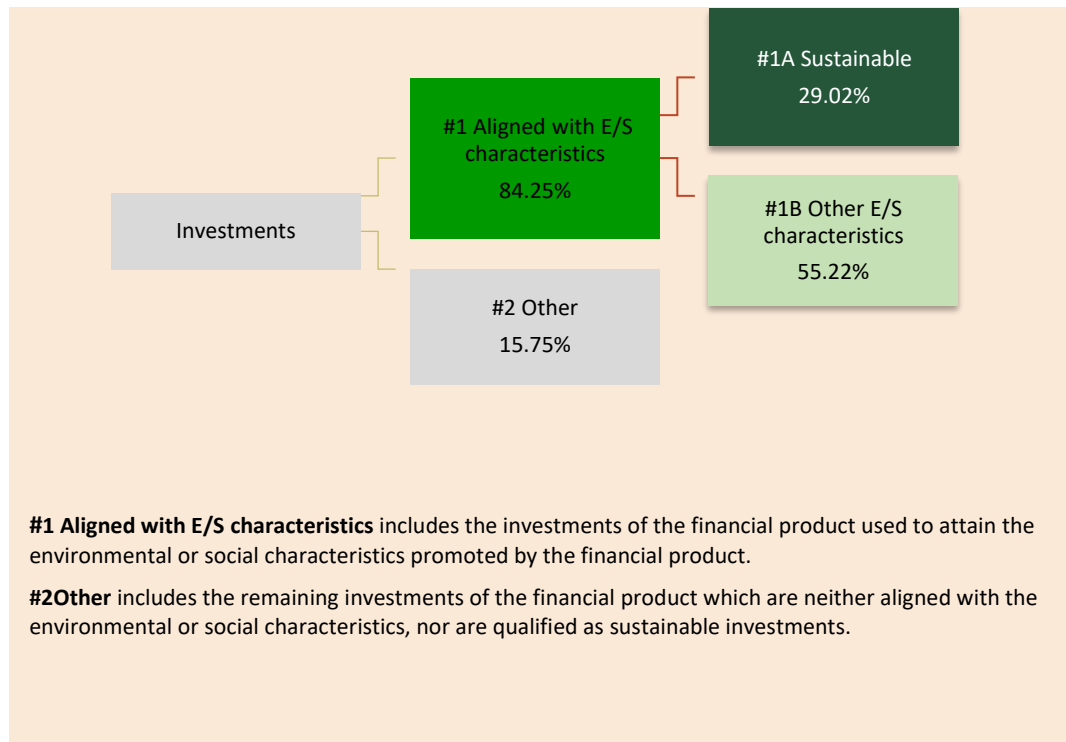 #1A Sustainable
29.02%
#1 Aligned with E/S
characteristics
84.25%
Investments
#1B Other E/S
characteristics
55.22%
#2 Other
15.75%
#1 Aligned with E/S characteristics includes the investments of the financial product used to attain the
environmental or social characteristics promoted by the financial product.
#2Other includes the remaining investments of the financial product which are neither aligned with the
environmental or social characteristics, nor are qualified as sustainable investments.